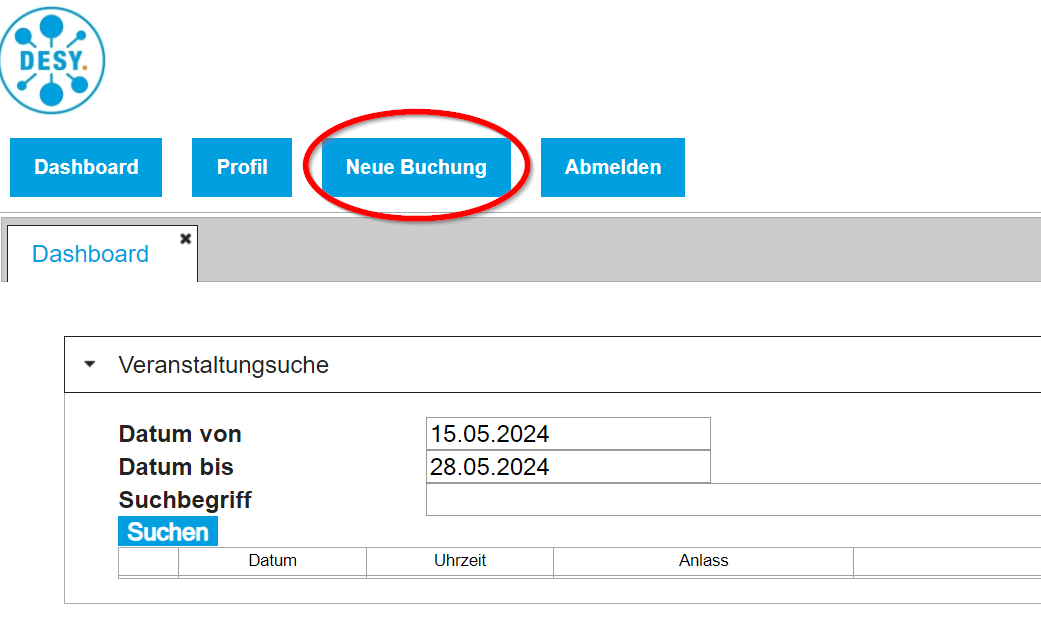 DESY.
Dashboard Profil Neue Buchung Abmelden
Dashboard
Veranstaltungsuche
Datum von 15.05.2024
Datum bis 28.05.2024
Suchbegriff
Suchen
Datum Uhrzeit Anlass